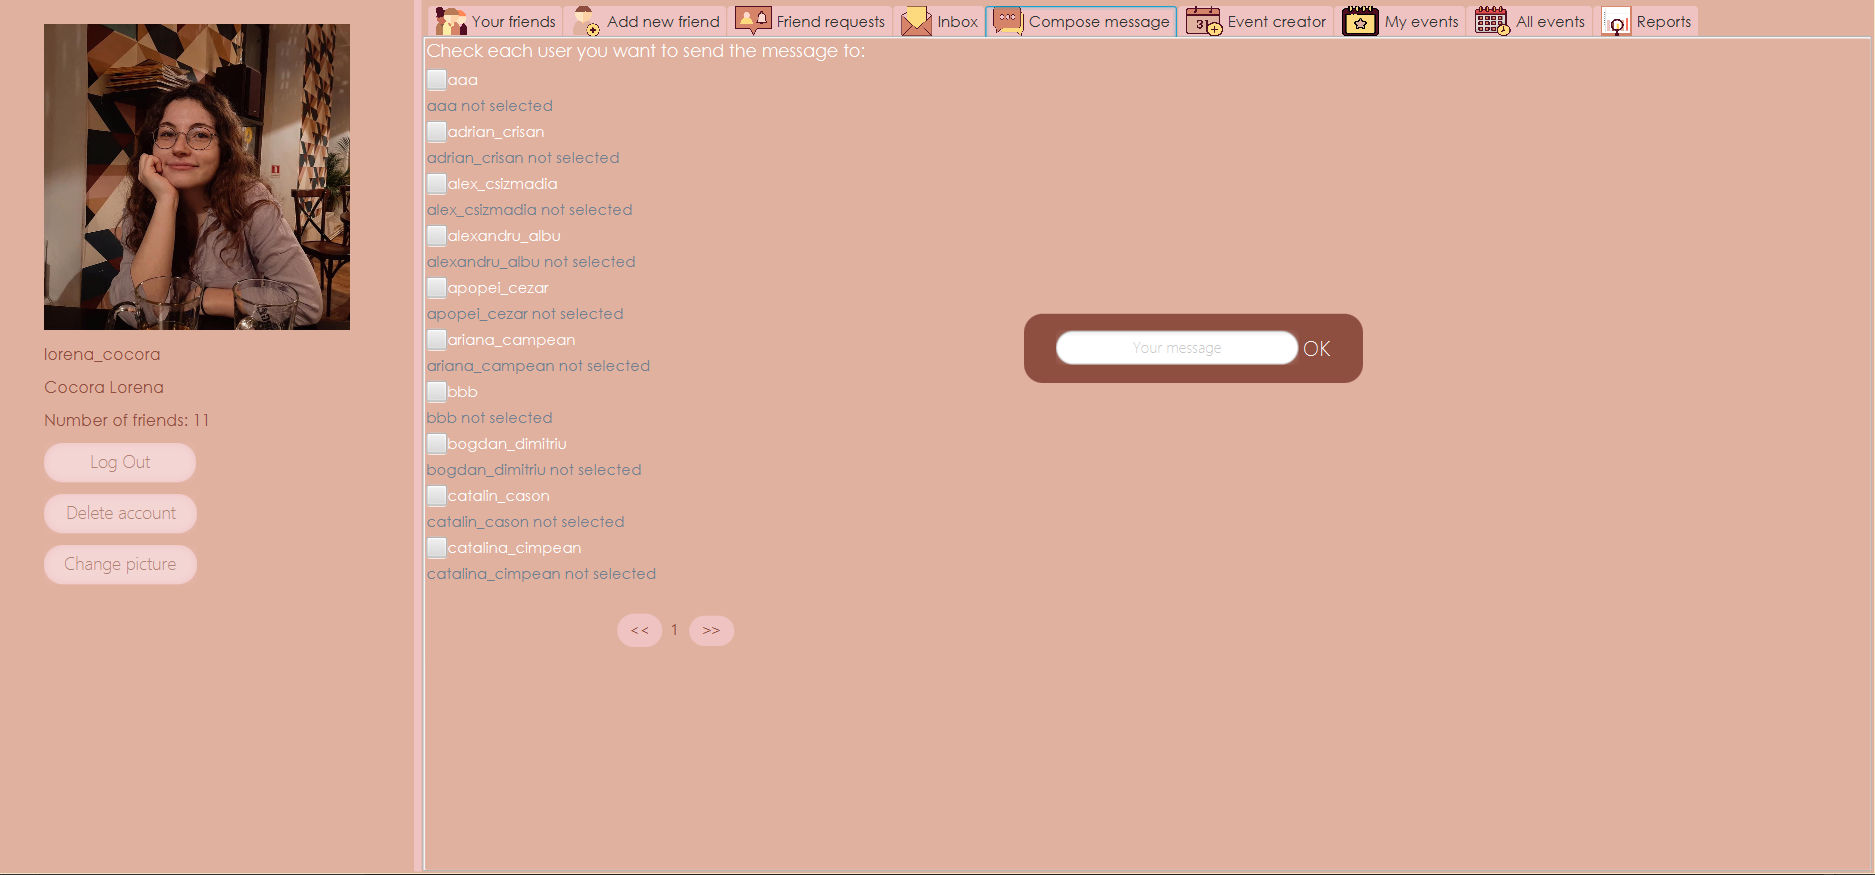 Your friends
Add new friend
Friend requests
Inbox
Compose message
31
Event creator
My events
All events
Reports
lorena_cocora
Cocora Lorena
Number of friends: 11
Log Out
Delete account
Change picture
Check each user you want to send the message to:
aaa
aaa not selected
adrian_crisan
adrian_crisan not selected
alex_csizmadia
alex_csizmadia not selected
alexandru_albu
alexandru_albu not selected
apopei_cezar
apopei_cezar not selected
ariana_campean
ariana_campean not selected
bbb
bbb not selected
bogdan_dimitriu
bogdan_dimitriu not selected
catalin_cason
catalin_cason not selected
catalina_cimpean
catalina_cimpean not selected
<< 1 >>
Your message OK